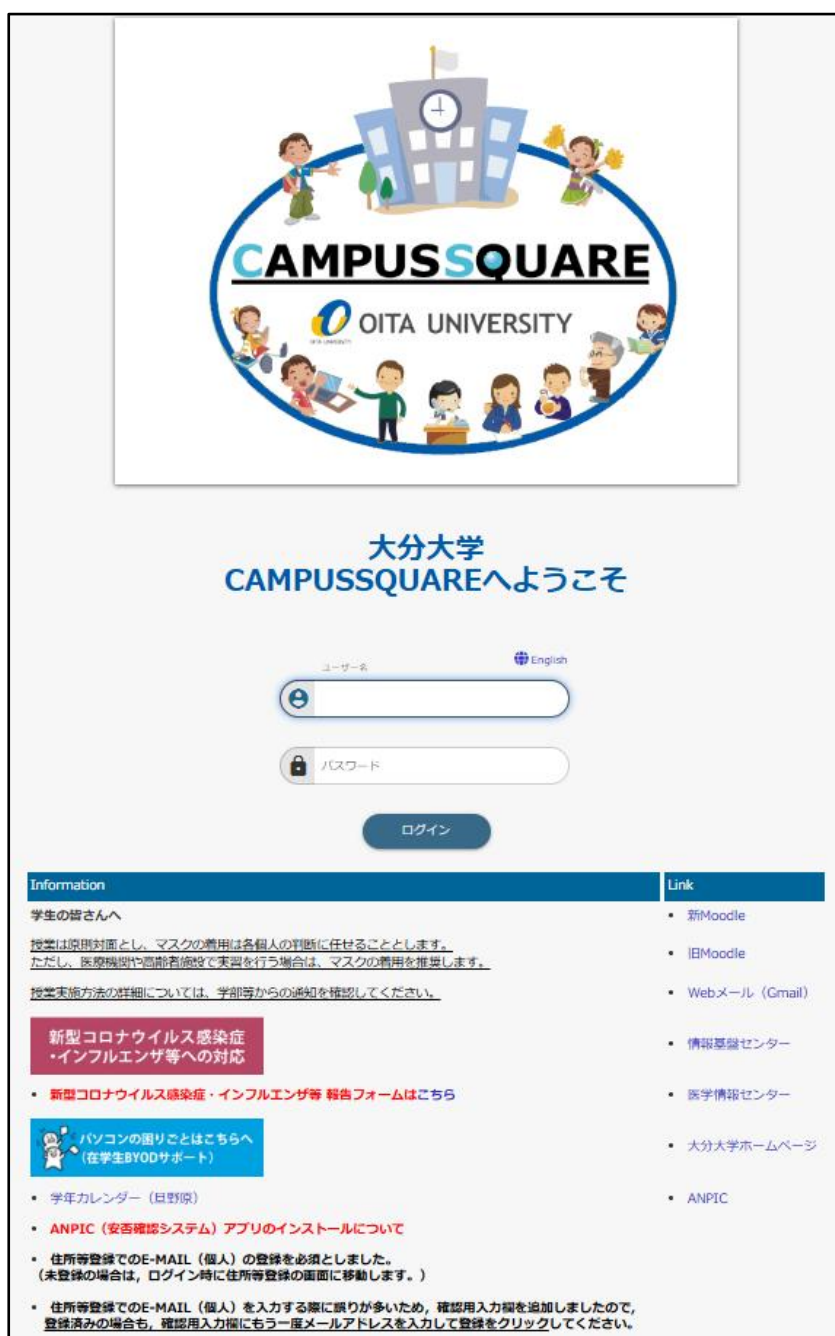 CAMPUSSQUARE
OITA UNIVERSITY
OITA UNIVERSITY
大分大学
CAMPUSSQUAREへようこそ
ユーザー名
English
パスワード
ログイン
Information
学生の皆さんへ
授業は原則対面とし、マスクの着用は各個人の判断に任せることとします。
ただし、医療機関や高齢者施設で実習を行う場合は、マスクの着用を推奨します。
授業実施方法の詳細については、学部等からの通知を確認してください。
新型コロナウイルス感染症
・インフルエンザ等への対応
・ 新型コロナウイルス感染症・インフルエンザ等 報告フォームはこちら
パソコンの困りごとはこちらへ
(在学生BYODサポート)
・ 学年カレンダー（旦野原）
・ ANPIC（安否確認システム）アプリのインストールについて
・ 住所等登録でのE-MAIL（個人）の登録を必須としました。
（未登録の場合は，ログイン時に住所等登録の画面に移動します。）
・ 住所等登録でのE-MAIL（個人）を入力する際に誤りが多いため，確認用入力欄を追加しましたので，
登録済みの場合も，確認用入力欄にもう一度メールアドレスを入力して登録をクリックしてください。
Link
・ 新Moodle
・ 旧Moodle
・ Webメール（Gmail）
・ 情報基盤センター
・ 医学情報センター
・ 大分大学ホームページ
・ ANPIC